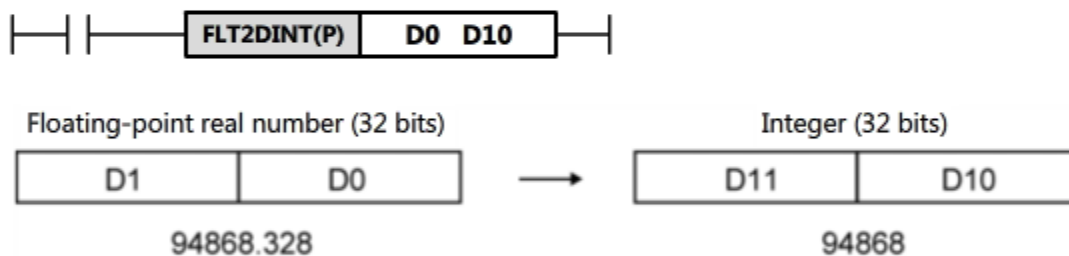 FLT2DINT(P) D0 D10
Floating-point real number (32 bits) Integer (32 bits)
D1 D0 D11 D10
94868.328 94868